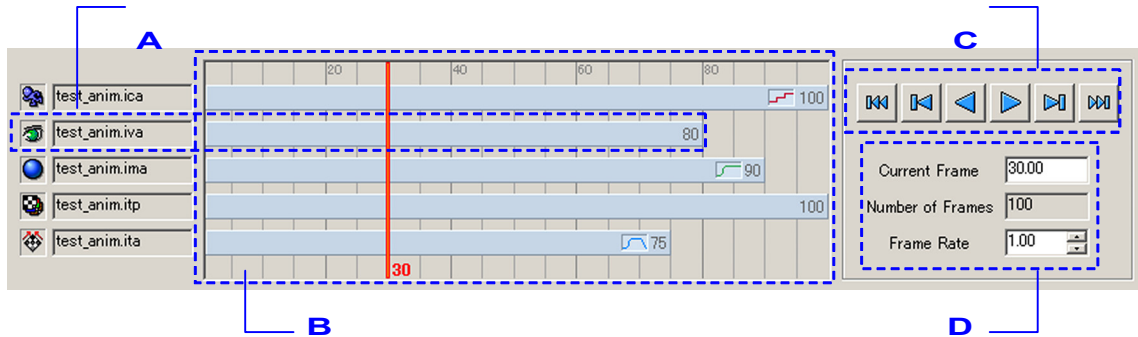 A
C
20 40 60 80
test_anim.ica 100
test_anim.iva 80
test_anim.ima 90
test_anim.itp 100
test_anim.ita 75
30
Current Frame 30.00
Number of Frames 100
Frame Rate 1.00
B
D